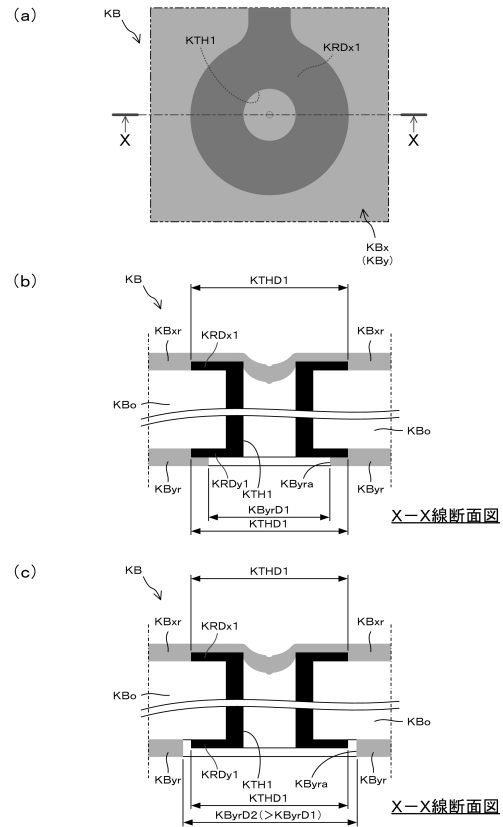 (a)
KB
KTH1
KRDx1
X
X
KBx
(KBy)
(b)
KB
KTHD1
KBxr
KRDx1
KBxr
KBo
KBo
KByr
KRDy1
KTH1
KByra
KByr
KByrD1
KTHD1
X−X線断面図
(c)
KB
KTHD1
KBxr
KRDx1
KBxr
KBo
KBo
KByr
KRDy1
KTH1
KByra
KByr
KTHD1
KByrD2(>KByrD1)
X−X線断面図